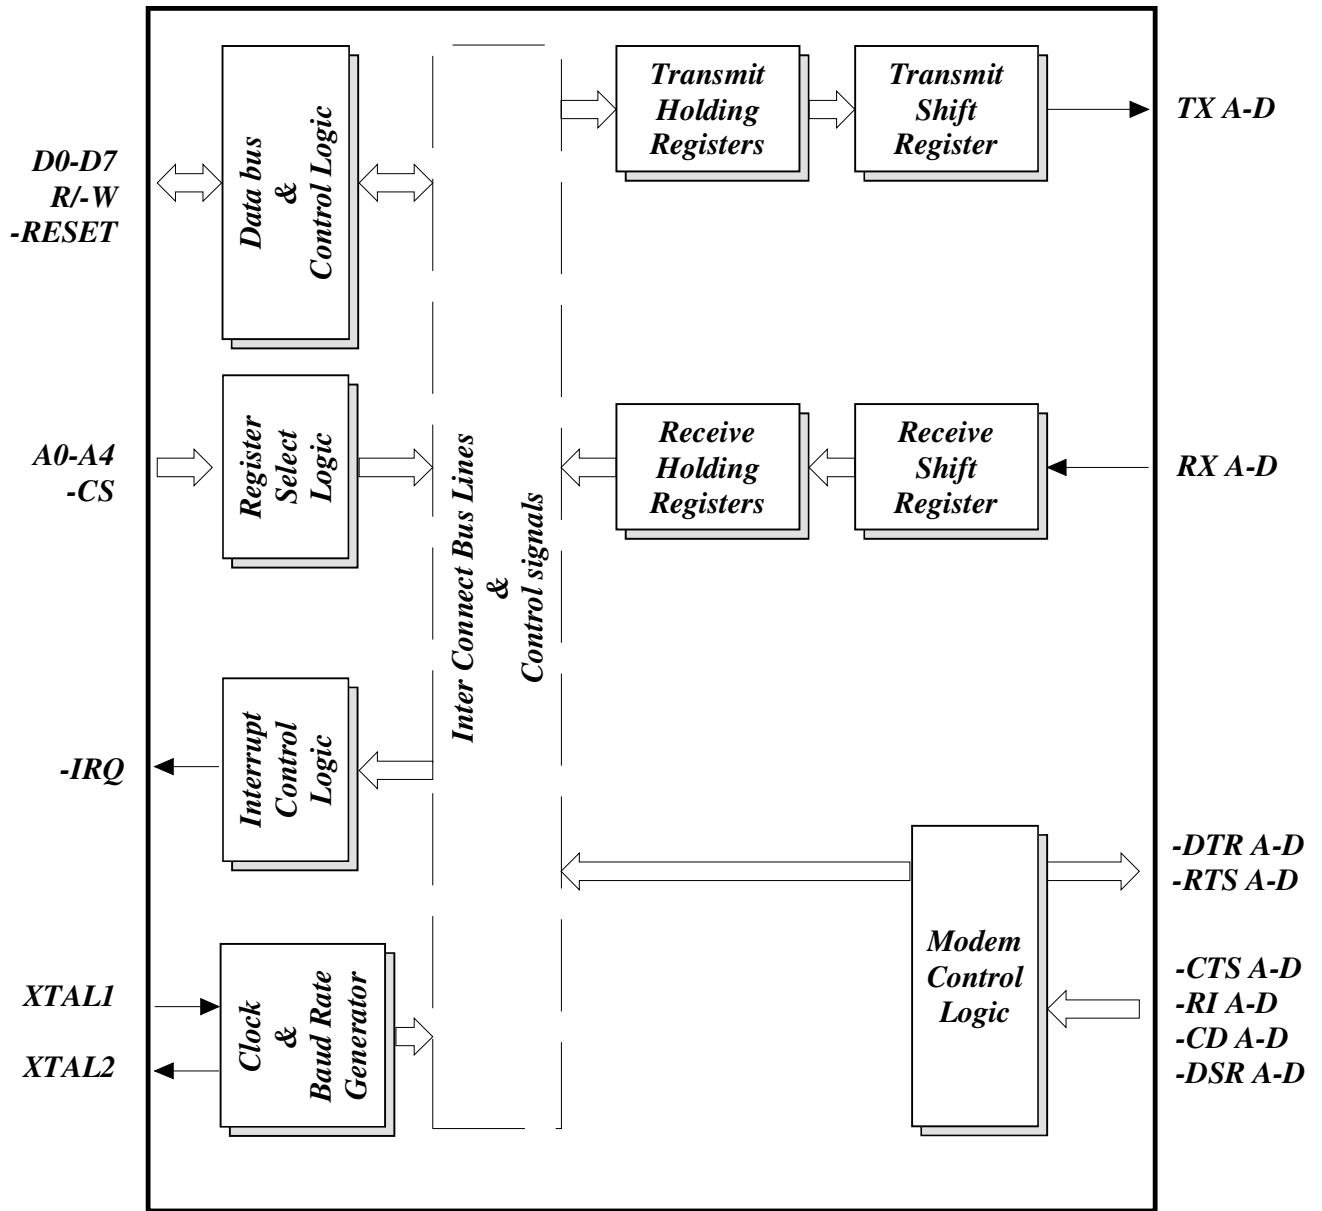 D0-D7
R/-W
-RESET
Data bus
&
Control Logic
A0-A4
-CS
Register
Select
Logic
-IRQ
Interrupt
Control
Logic
XTAL1
XTAL2
Clock
&
Baud Rate
Generator
Inter Connect Bus Lines
&
Control signals
Transmit
Holding
Registers
Transmit
Shift
Register
TX A-D
Receive
Holding
Registers
Receive
Shift
Register
RX A-D
Modem
Control
Logic
-DTR A-D
-RTS A-D
-CTS A-D
-RI A-D
-CD A-D
-DSR A-D